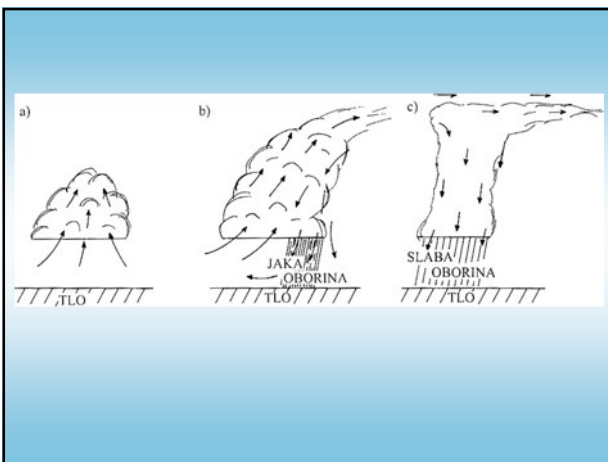 a)
TLO
b)
JAKA
OBORINA
TLO
c)
SLABA
OBORINA
TLO